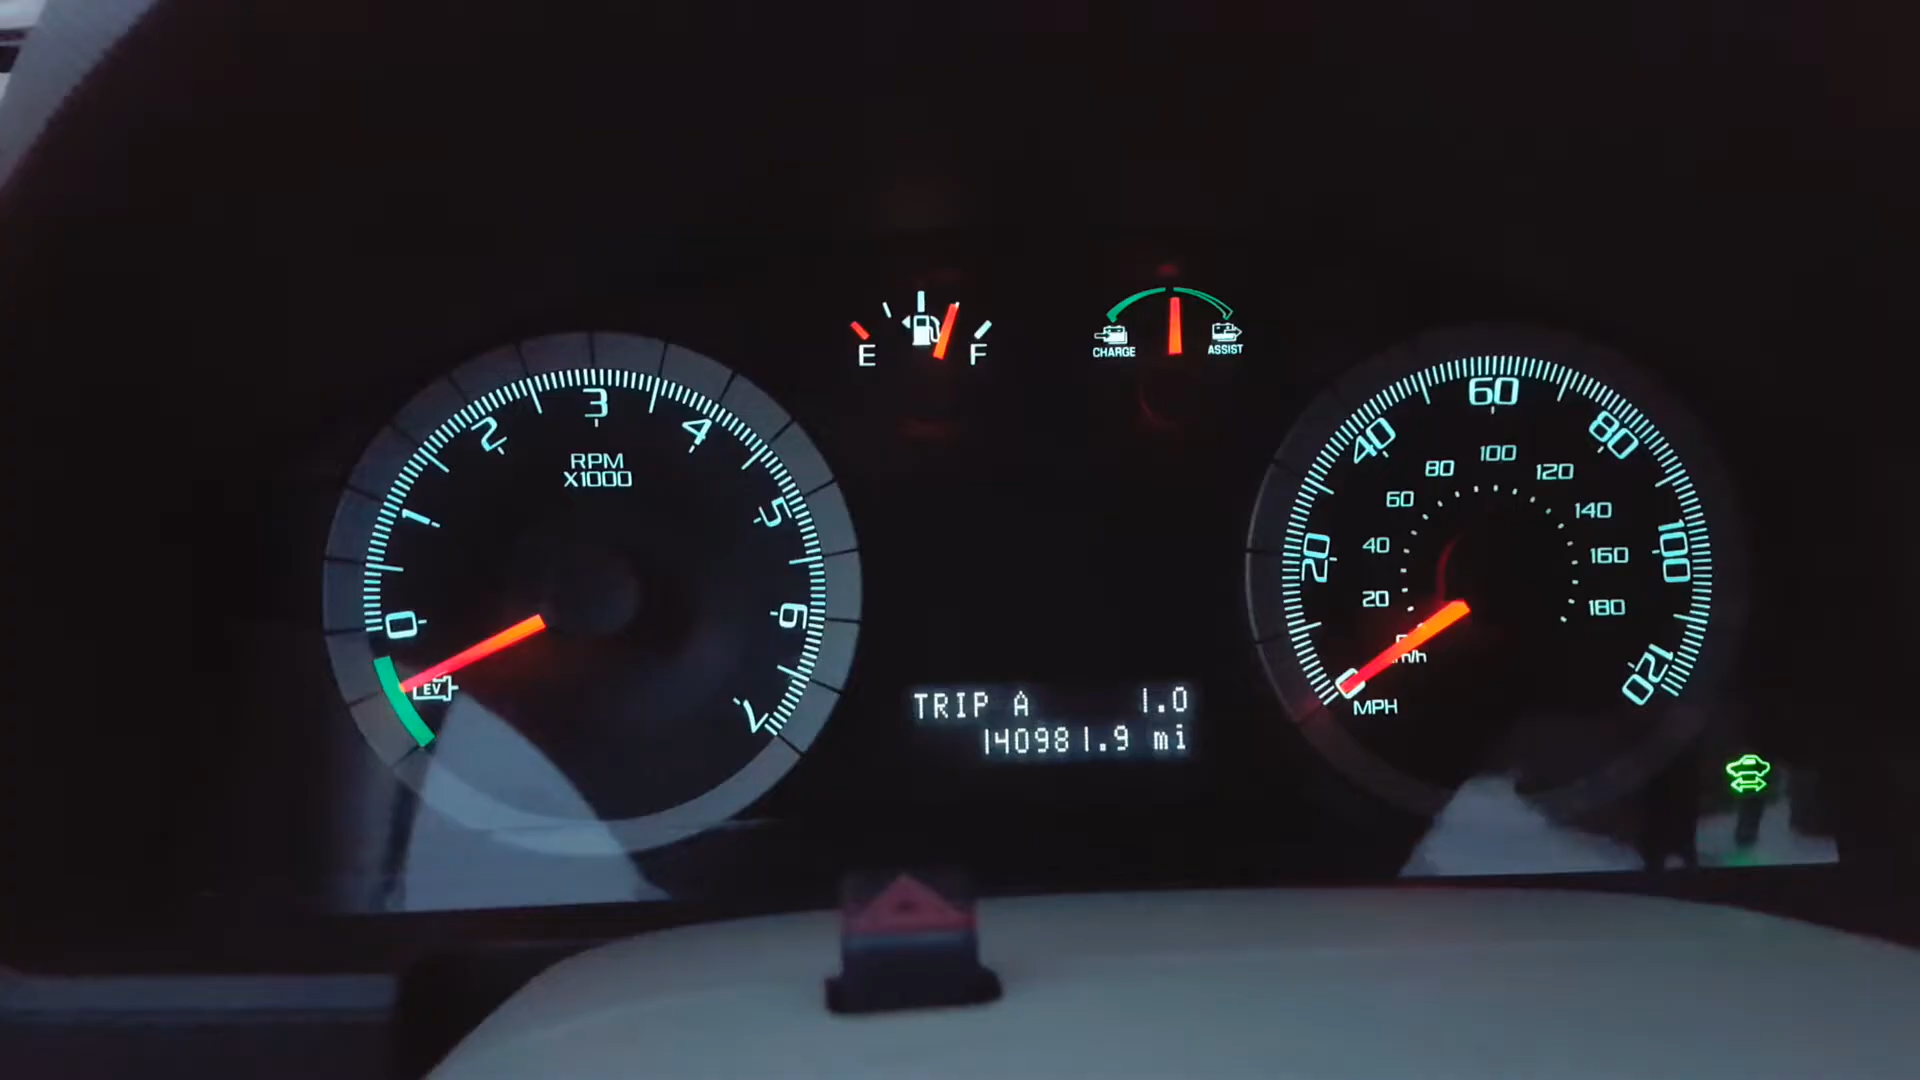 E F
CHARGE ASSIST
0 1 2 3 4 5 6 7
RPM
X1000
EV
TRIP A 1.0
140981.9 mi
0 20 40 60 80 100 120
20 40 60 80 100 120 140 160 180
MPH